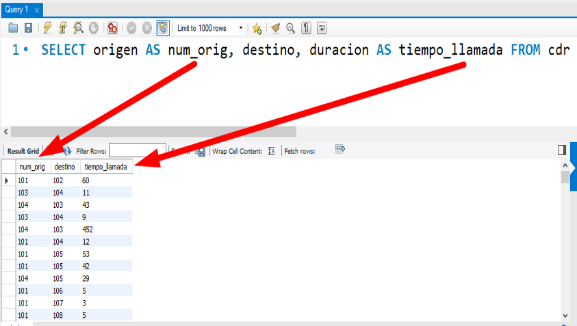 Query 1
Limit to 1000 rows
1 SELECT origen AS num_orig, destino, duracion AS tiempo_llamada FROM cdr
Result Grid Filter Rows: Wrap Cell Content: Fetch rows:
num_orig destino tiempo_llamada
101 102 60
103 104 11
104 103 43
103 104 9
104 103 452
101 104 12
101 105 53
101 105 42
104 105 29
101 106 5
101 107 3
101 108 5